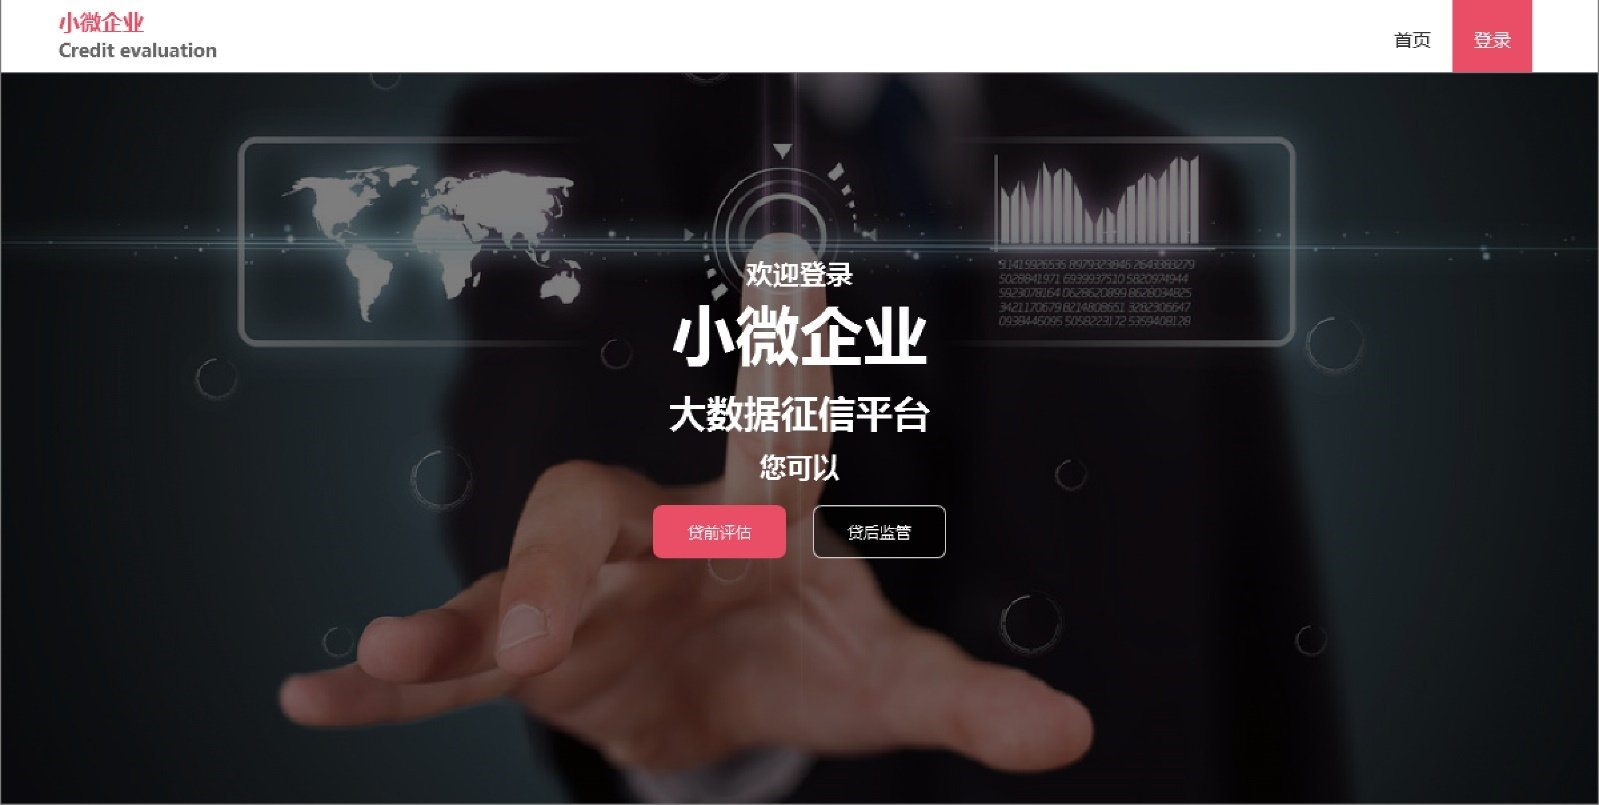 小微企业
Credit evaluation
首页
登录
欢迎登录
小微企业
大数据征信平台
您可以
贷前评估
贷后监管